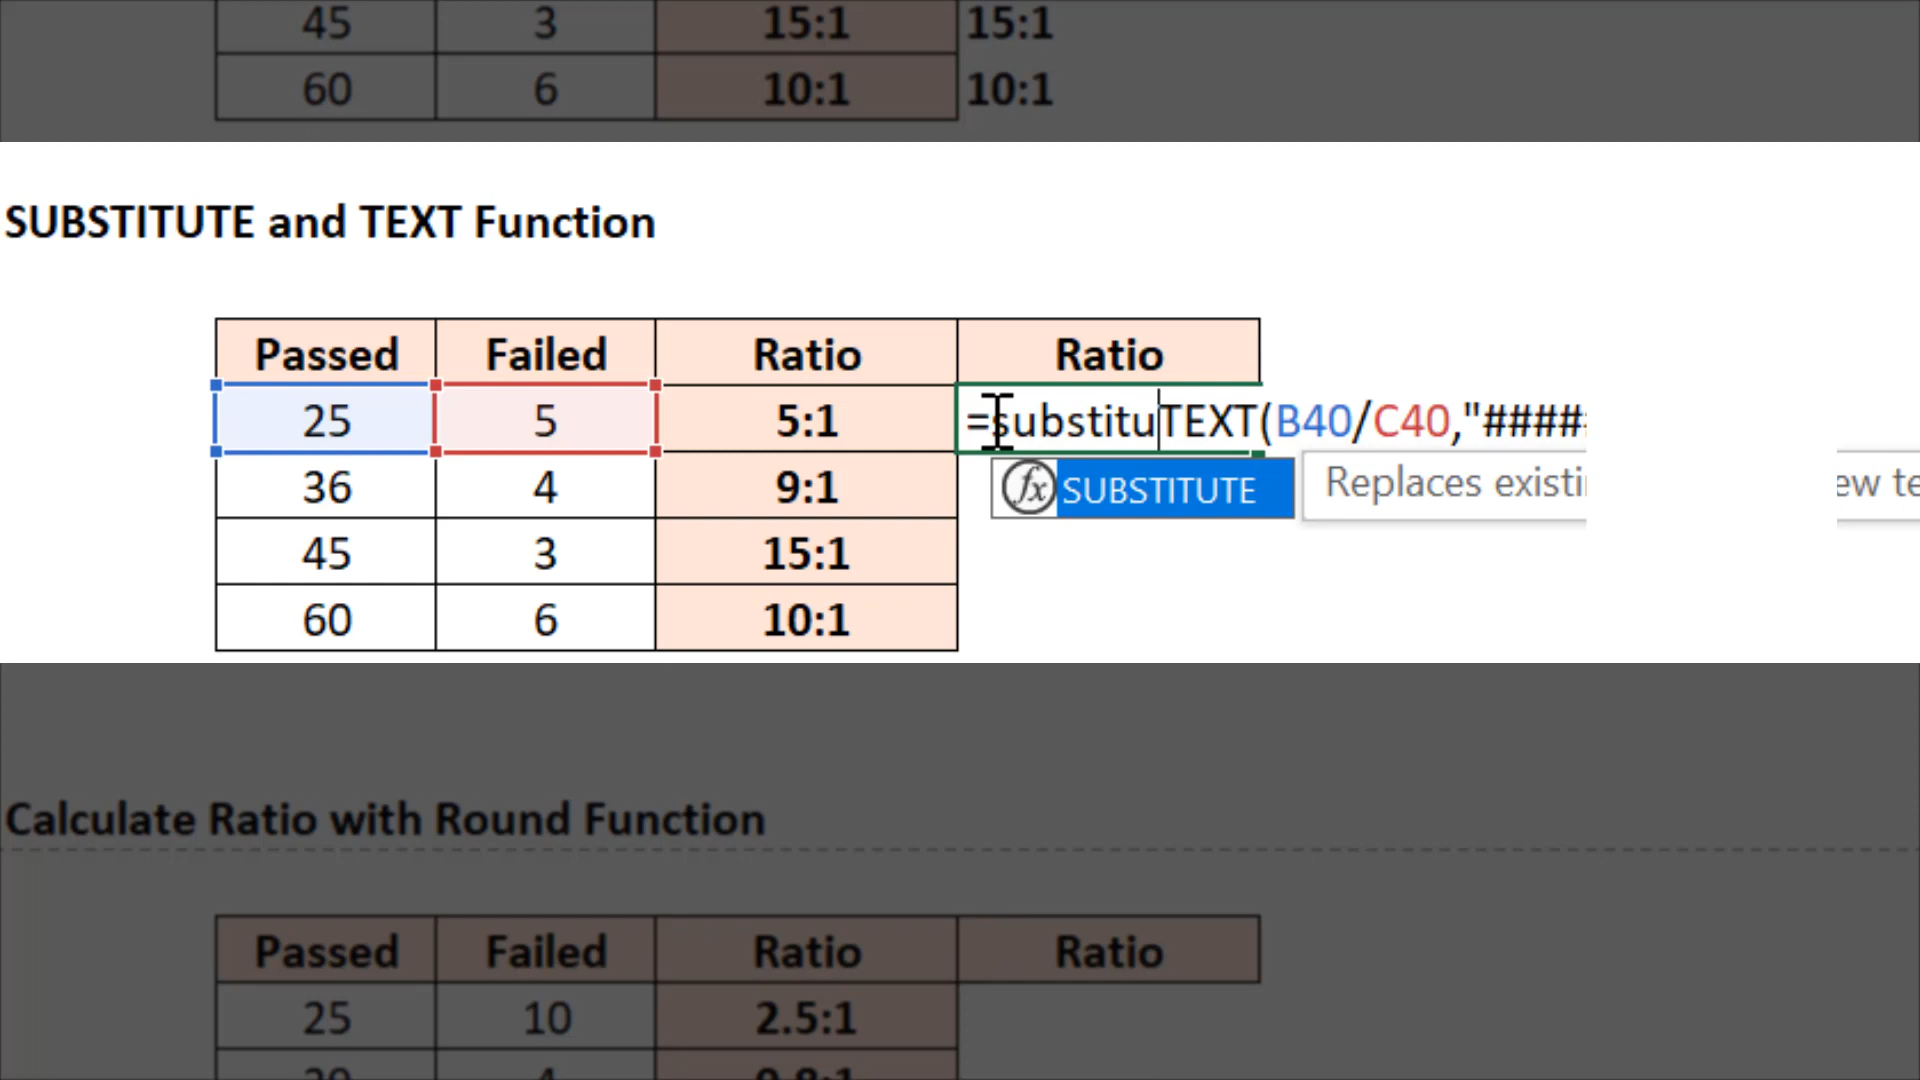 45 3 15:1 15:1
60 6 10:1 10:1
SUBSTITUTE and TEXT Function
Passed Failed Ratio Ratio
25 5 5:1 =substituTEXT(B40/C40,"####
fx SUBSTITUTE Replaces existi ew te
36 4 9:1
45 3 15:1
60 6 10:1
Calculate Ratio with Round Function
Passed Failed Ratio Ratio
25 10 2.5:1